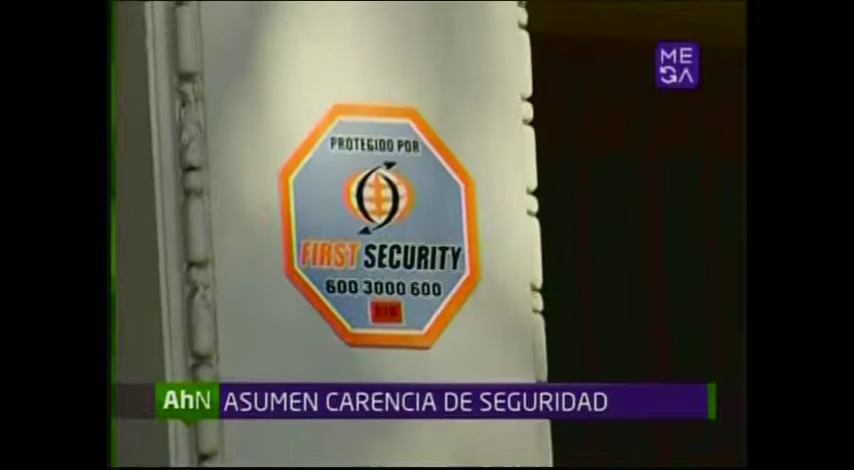 ME
GA
PROTEGIDO POR
FIRST SECURITY
600 3000 600
AhN ASUMEN CARENCIA DE SEGURIDAD